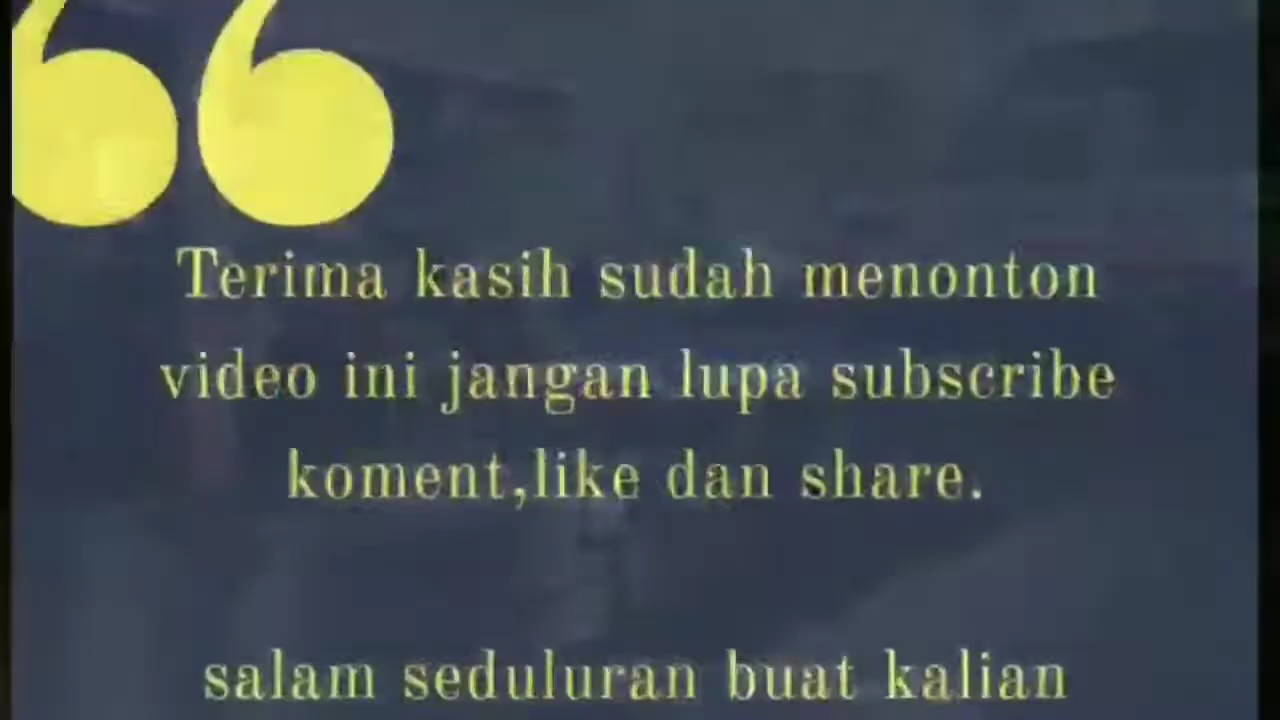 Terima kasih sudah menonton
video ini jangan lupa subscribe
koment,like dan share.
salam seduluran buat kalian